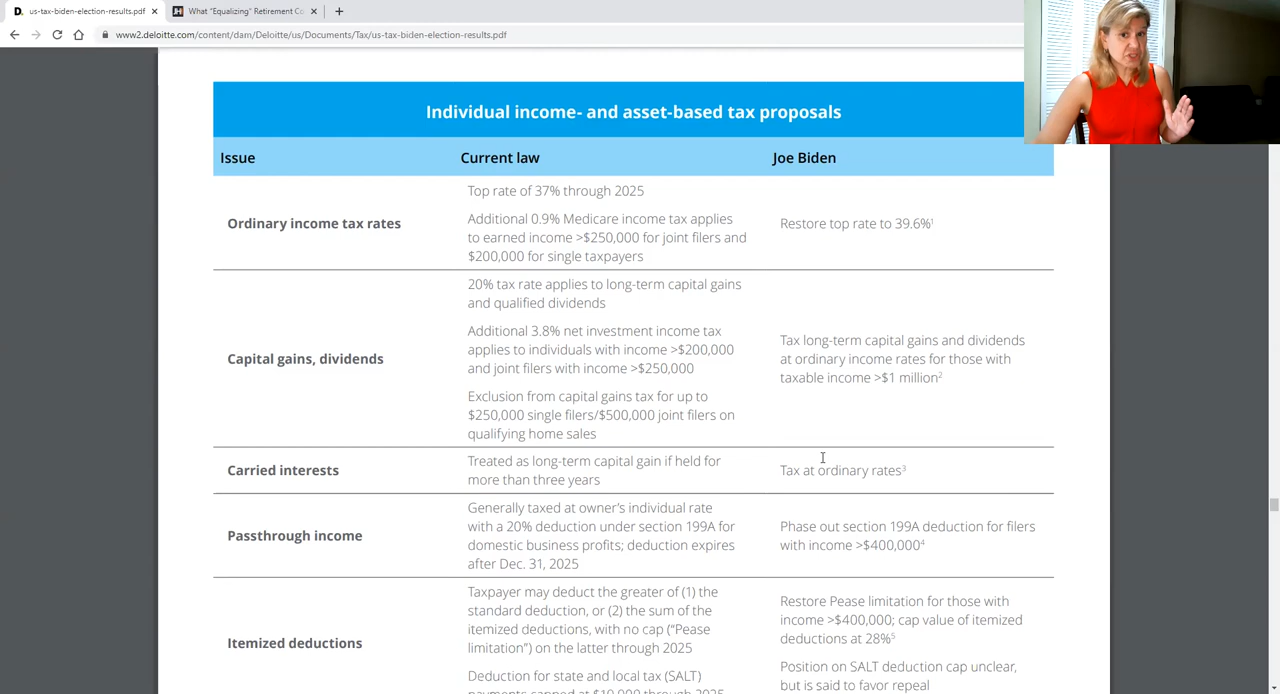 us-tax-biden-election-results.pdf
What "Equalizing" Retirement Co
www2.deloitte.com/content/dam/Deloitte/us/Docum
results.pdf
Individual income- and asset-based tax proposals
Issue
Current law
Joe Biden
Ordinary income tax rates
Top rate of 37% through 2025
Additional 0.9% Medicare income tax applies
to earned income >$250,000 for joint filers and
$200,000 for single taxpayers
Restore top rate to 39.6%1
Capital gains, dividends
20% tax rate applies to long-term capital gains
and qualified dividends
Additional 3.8% net investment income tax
applies to individuals with income >$200,000
and joint filers with income >$250,000
Exclusion from capital gains tax for up to
$250,000 single filers/$500,000 joint filers on
qualifying home sales
Tax long-term capital gains and dividends
at ordinary income rates for those with
taxable income >$1 million2
Carried interests
Treated as long-term capital gain if held for
more than three years
Tax at ordinary rates3
Passthrough income
Generally taxed at owner's individual rate
with a 20% deduction under section 199A for
domestic business profits; deduction expires
after Dec. 31, 2025
Phase out section 199A deduction for filers
with income >$400,0004
Itemized deductions
Taxpayer may deduct the greater of (1) the
standard deduction, or (2) the sum of the
itemized deductions, with no cap ("Pease
limitation") on the latter through 2025
Deduction for state and local tax (SALT)
payments capped at $10,000 through 2025
Restore Pease limitation for those with
income >$400,000; cap value of itemized
deductions at 28%5
Position on SALT deduction cap unclear,
but is said to favor repeal